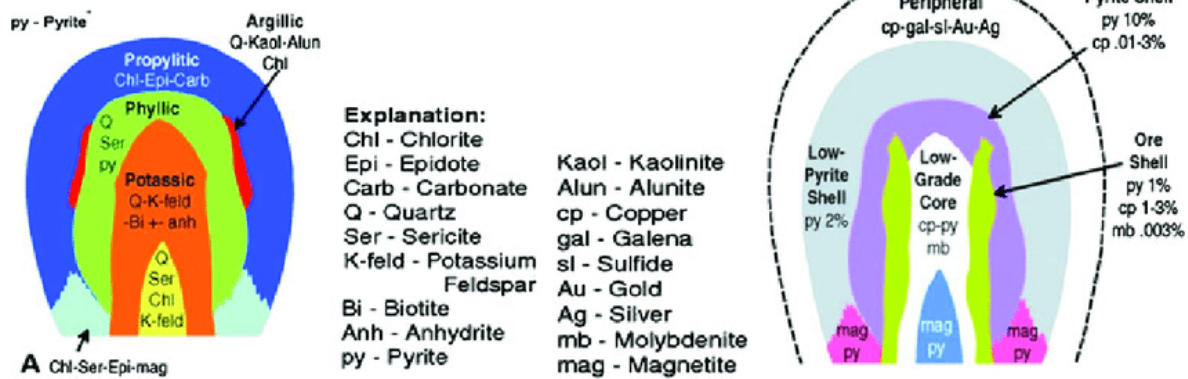 py - Pyrite
Argillic
Q-Kaol-Alun
Chl
Propylitic
Chl-Epi-Carb
Phyllic
Q
Ser
py
Potassic
Q-K-feld
-Bi +- anh
Q
Ser
Chl
K-feld
A Chl-Ser-Epi-mag
Explanation:
Chl - Chlorite
Epi - Epidote
Carb - Carbonate
Q - Quartz
Ser - Sericite
K-feld - Potassium
Feldspar
Bi - Biotite
Anh - Anhydrite
py - Pyrite
Kaol - Kaolinite
Alun - Alunite
cp - Copper
gal - Galena
sl - Sulfide
Au - Gold
Ag - Silver
mb - Molybdenite
mag - Magnetite
Peripheral
cp-gal-sl-Au-Ag
Pyrite Shell
py 10%
cp .01-3%
Low-
Pyrite
Shell
py 2%
Low-
Grade
Core
cp-py
mb
Ore
Shell
py 1%
cp 1-3%
mb .003%
mag
py
mag
py
mag
py